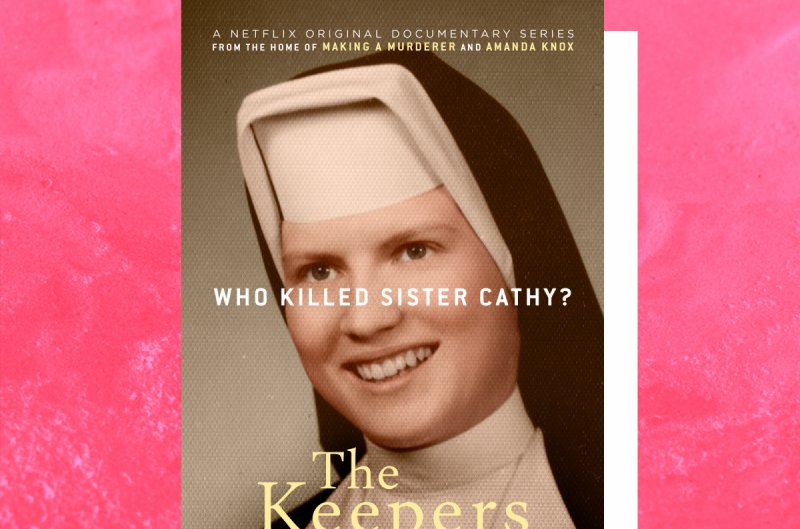 A NETFLIX ORIGINAL DOCUMENTARY SERIES
FROM THE HOME OF MAKING A MURDERER AND AMANDA KNOX
WHO KILLED SISTER CATHY?
The
Keepers